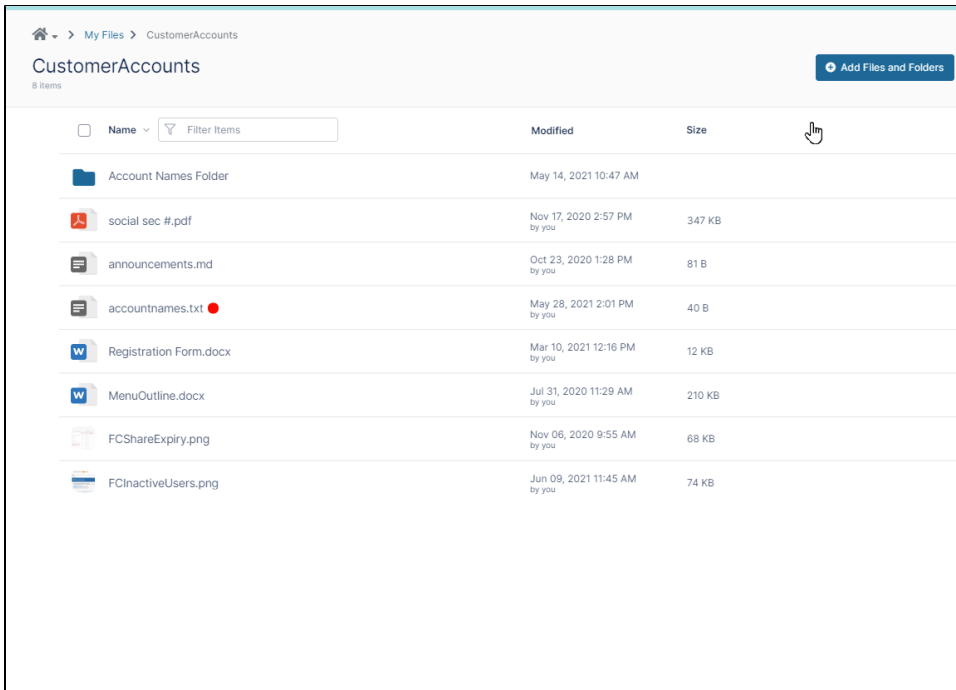 My Files > CustomerAccounts
CustomerAccounts
8 items
Add Files and Folders
Name Filter Items Modified Size
Account Names Folder May 14, 2021 10:47 AM
social sec #.pdf Nov 17, 2020 2:57 PM 347 KB
by you
announcements.md Oct 23, 2020 1:28 PM 81 B
by you
accountnames.txt May 28, 2021 2:01 PM 40 B
by you
W Registration Form.docx Mar 10, 2021 12:16 PM 12 KB
by you
W MenuOutline.docx Jul 31, 2020 11:29 AM 210 KB
by you
FCShareExpiry.png Nov 06, 2020 9:55 AM 68 KB
by you
FCInactiveUsers.png Jun 09, 2021 11:45 AM 74 KB
by you